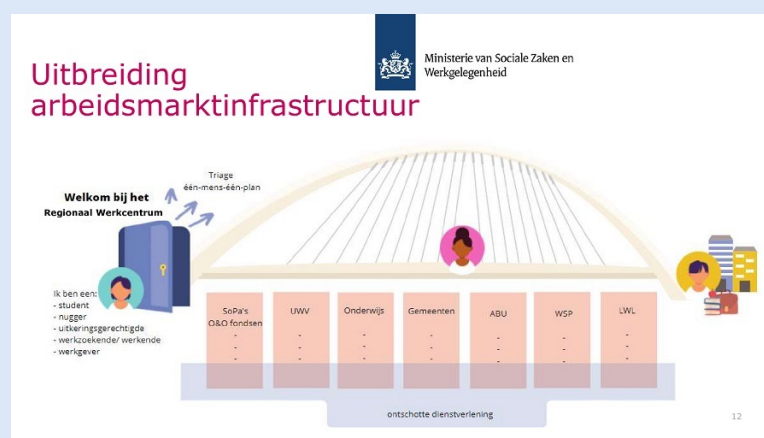 Uitbreiding
arbeidsmarktinfrastructuur
Ministerie van Sociale Zaken en
Werkgelegenheid
Triage
één-mens-één-plan
Welkom bij het
Regionaal Werkcentrum
Ik ben een:
- student
- nugger
- uitkeringsgerechtigde
- werkzoekende/ werkende
- werkgever
SoPa's
O&O fondsen
-
-
-
UWV
-
-
-
Onderwijs
-
-
-
Gemeenten
-
-
-
ABU
-
-
-
WSP
-
-
-
LWL
-
-
-
ontschotte dienstverlening
12